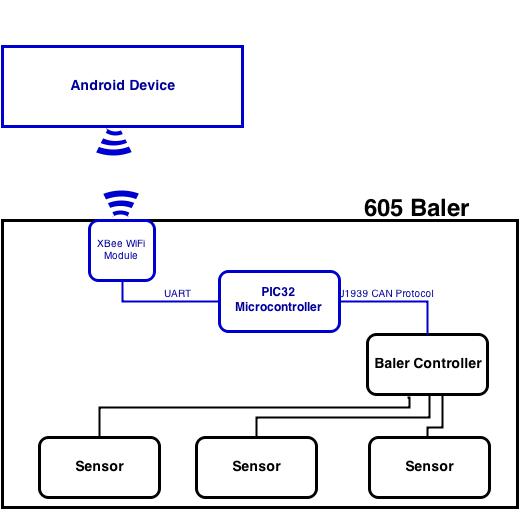 Android Device
605 Baler
XBee WiFi
Module
UART
PIC32
Microcontroller
J1939 CAN Protocol
Baler Controller
Sensor
Sensor
Sensor